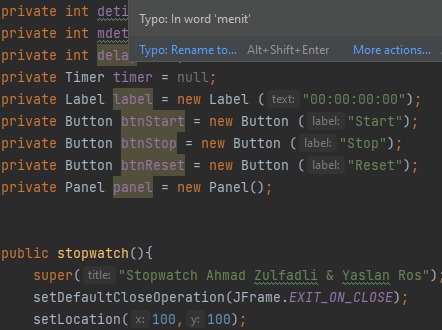 private int deti
Typo: In word 'menit'
private int mdet
private int dela
Typo: Rename to... Alt+Shift+Enter More actions...
private Timer timer = null;
private Label label = new Label ( text: "00:00:00:00");
private Button btnStart = new Button ( label: "Start");
private Button btnStop = new Button ( label: "Stop");
private Button btnReset = new Button ( label: "Reset");
private Panel panel = new Panel();
public stopwatch(){
super( title: "Stopwatch Ahmad Zulfadli & Yaslan Ros");
setDefaultCloseOperation(JFrame.EXIT_ON_CLOSE);
setLocation( x: 100, y: 100);